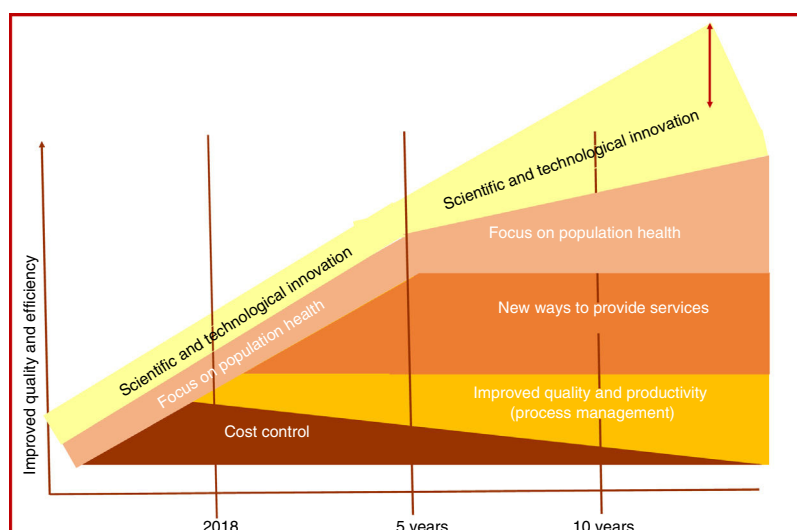 Scientific and technological innovation
Focus on population health
Scientific and technological innovation
Focus on population health
New ways to provide services
Improved quality and productivity
(process management)
Cost control
Improved quality and efficiency
2018
5 years
10 years